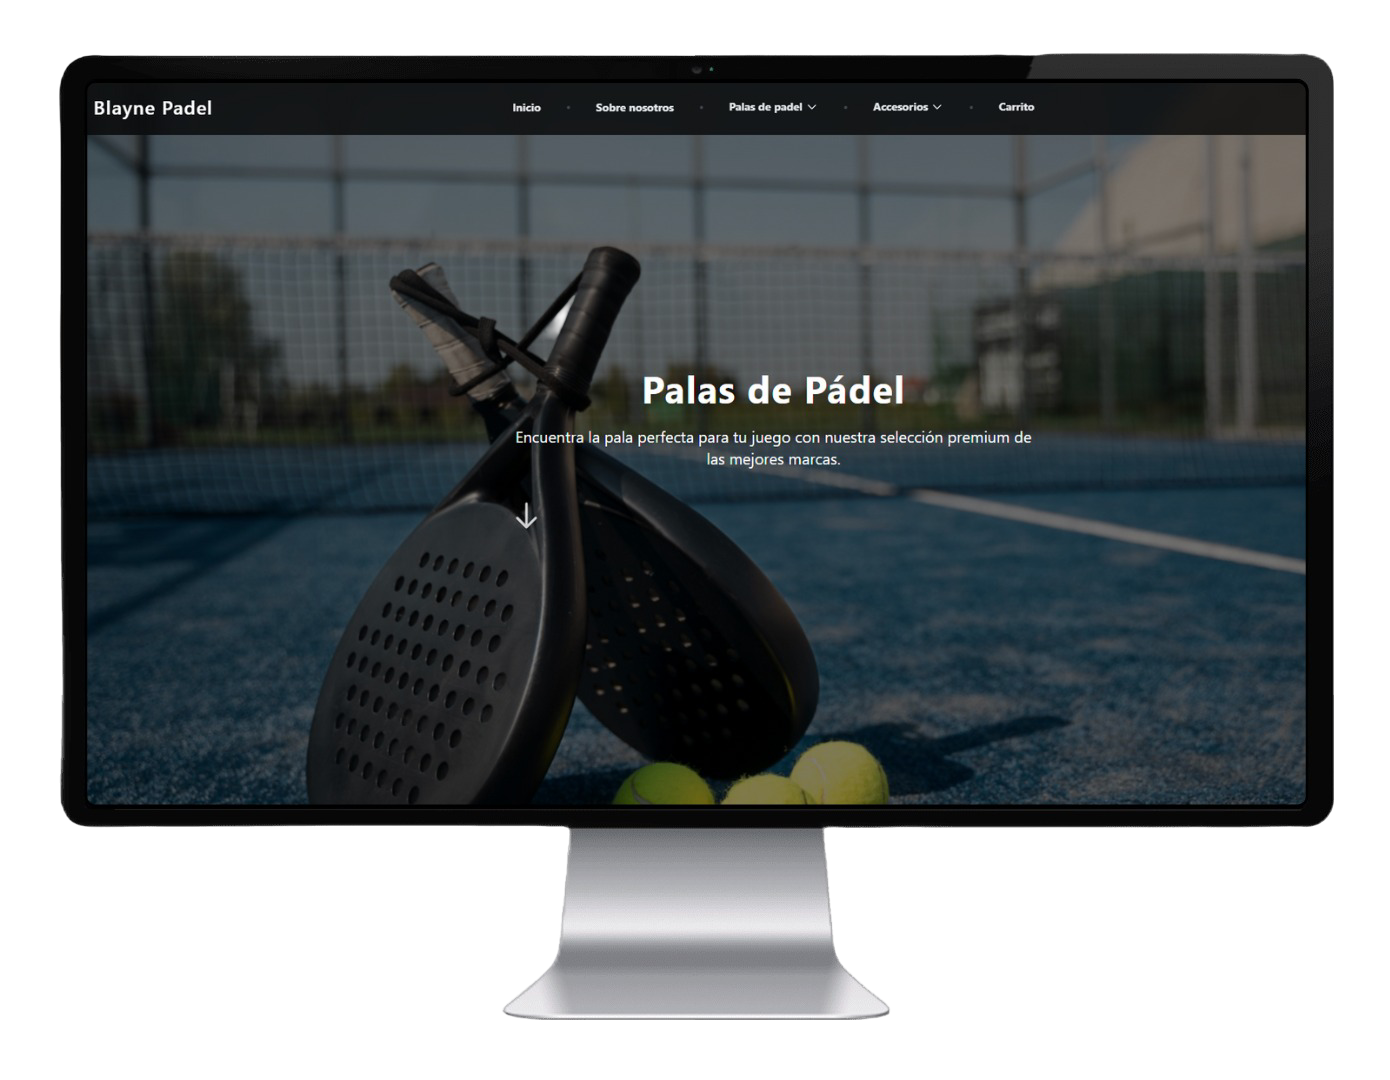 Blayne Padel
Inicio • Sobre nosotros • Palas de padel • Accesorios • Carrito
Palas de Pádel
Encuentra la pala perfecta para tu juego con nuestra selección premium de
las mejores marcas.